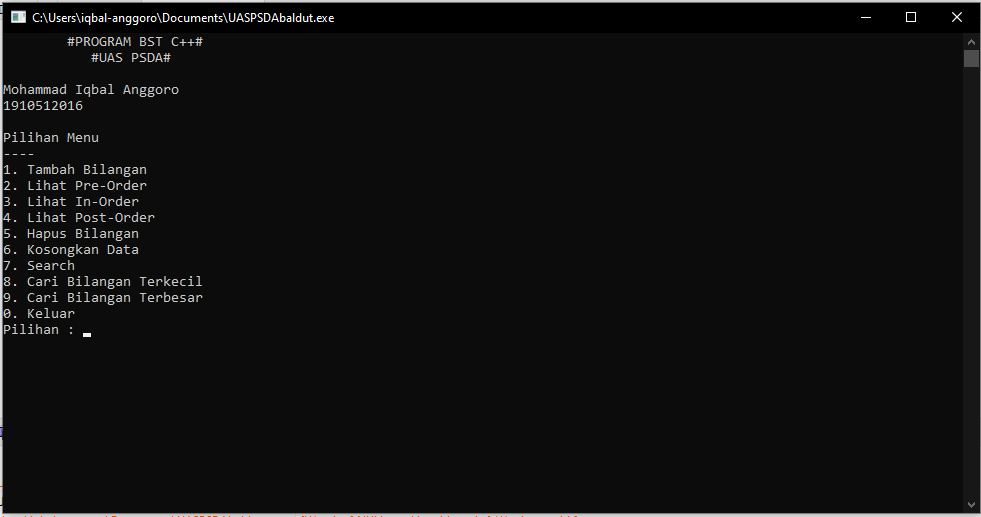 C:\Users\iqbal-anggoro\Documents\UASPSDAbaldut.exe
#PROGRAM BST C++#
#UAS PSDA#
Mohammad Iqbal Anggoro
1910512016
Pilihan Menu
----
1. Tambah Bilangan
2. Lihat Pre-Order
3. Lihat In-Order
4. Lihat Post-Order
5. Hapus Bilangan
6. Kosongkan Data
7. Search
8. Cari Bilangan Terkecil
9. Cari Bilangan Terbesar
0. Keluar
Pilihan :